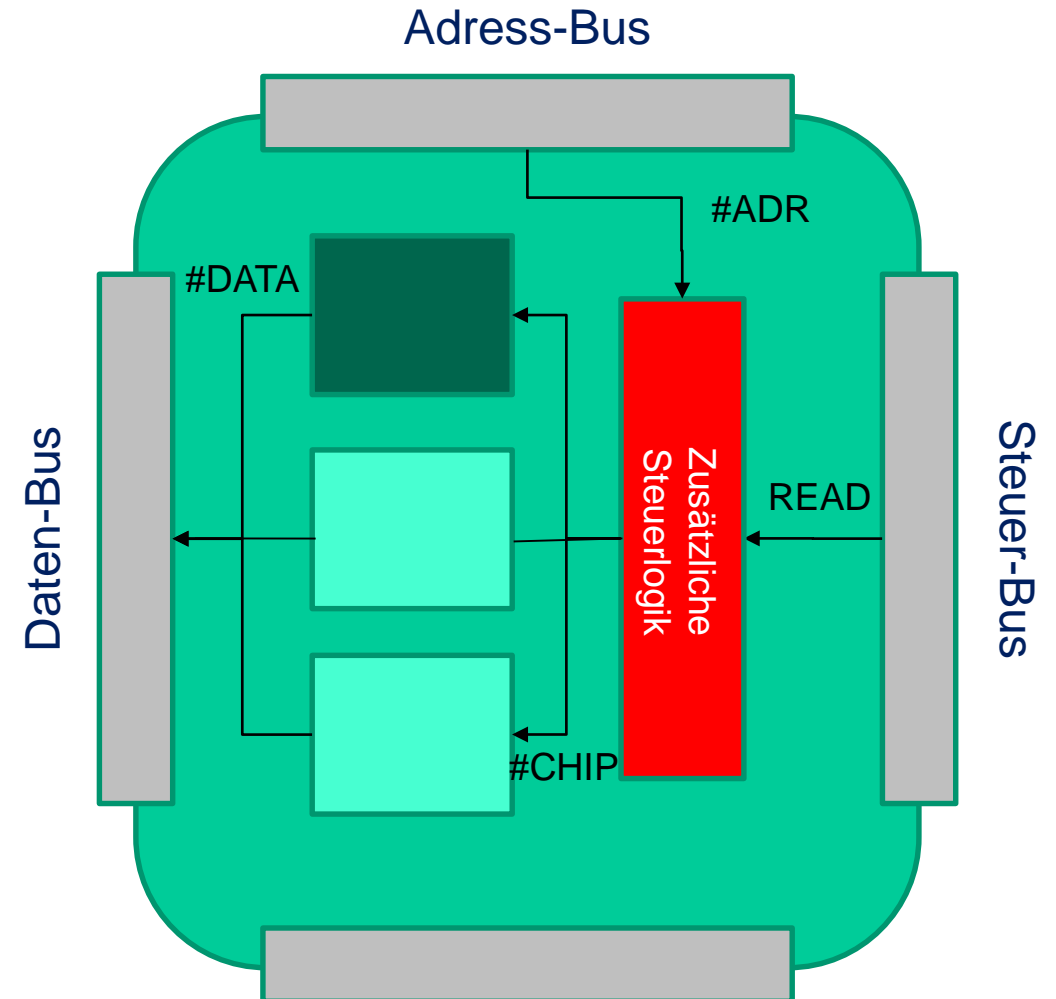 Adress-Bus
#ADR
#DATA
Daten-Bus
Zusätzliche
Steuerlogik
READ
Steuer-Bus
#CHIP